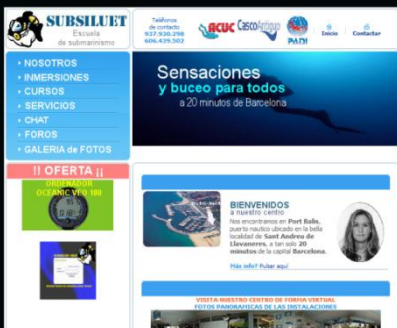 SUBSILUET
Escuela
de submarinismo
Teléfonos
de contacto
937.930.298
606.439.502
ACUC
CascoAntiguo
PADI
Inicio
Contactar
NOSOTROS
INMERSIONES
CURSOS
SERVICIOS
CHAT
FOROS
GALERIA de FOTOS
Sensaciones
y buceo para todos
a 20 minutos de Barcelona
!! OFERTA ¡¡
ORDENADOR
OCEANIC VEO 180
BIENVENIDOS
a nuestro centro
Nos encontramos en Port Balis,
puerto nautico ubicado en la bella
localidad de Sant Andreu de
Llavaneres, a tan solo 20
minutos de la capital Barcelona.
Más info? Pulsar aquí
VISITA NUESTRO CENTRO DE FORMA VIRTUAL
FOTOS PANORAMICAS DE LAS INSTALACIONES